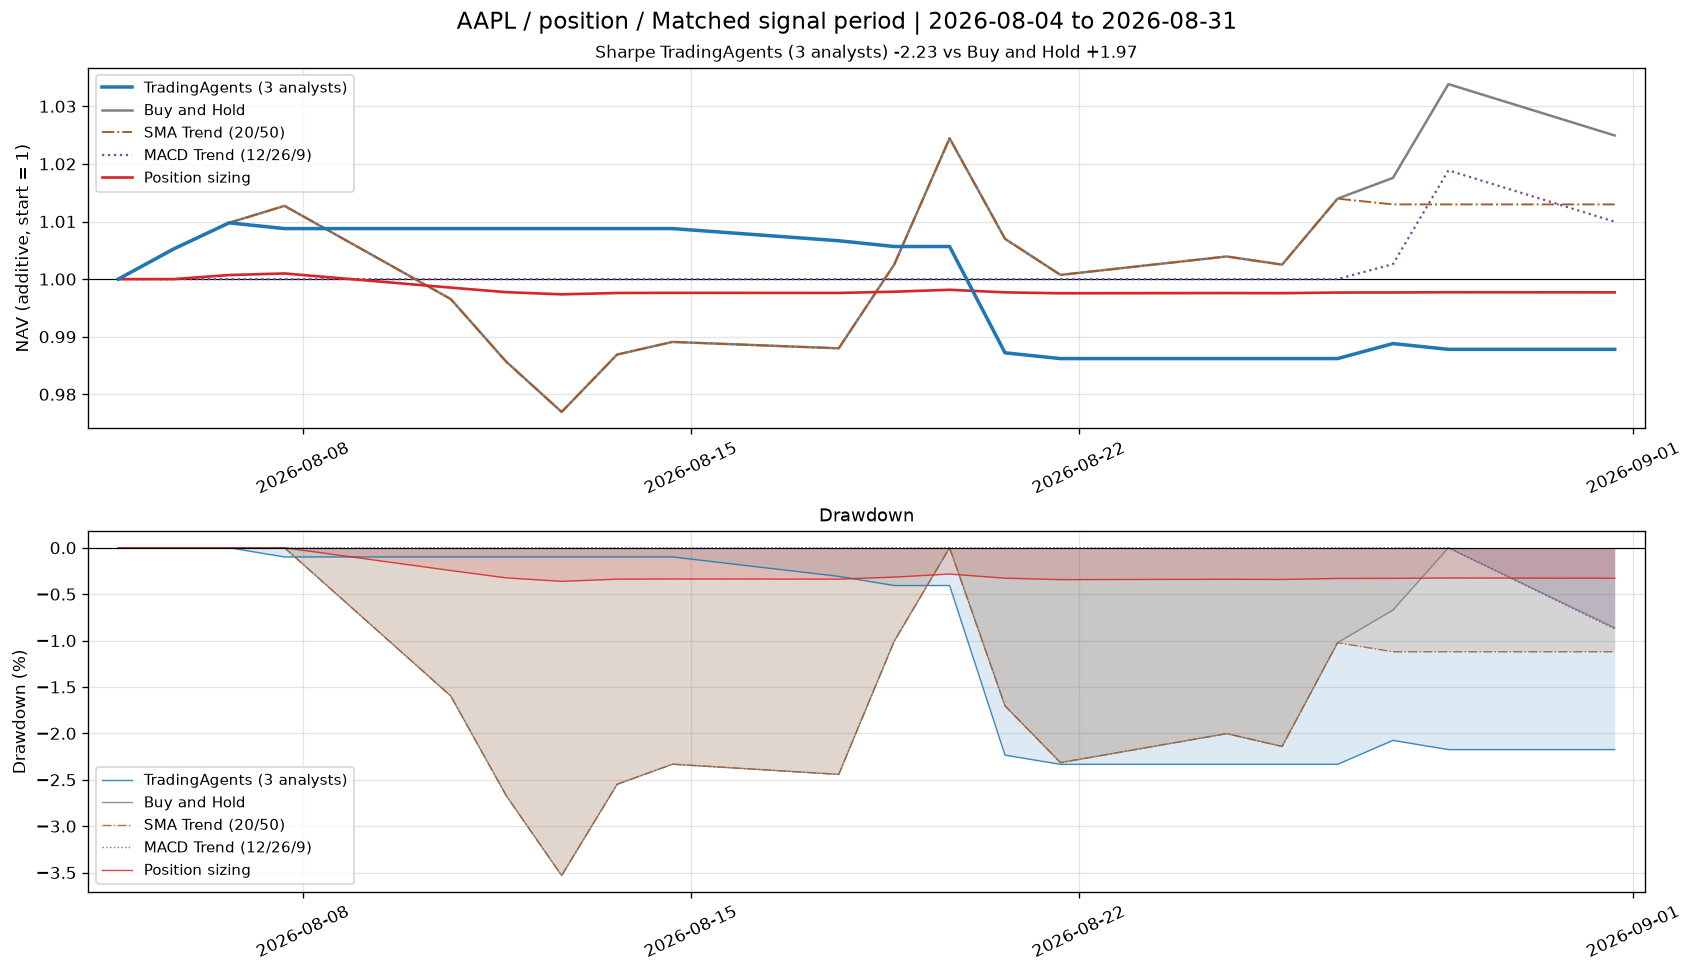 AAPL / position / Matched signal period | 2026-08-04 to 2026-08-31
Sharpe TradingAgents (3 analysts) -2.23 vs Buy and Hold +1.97
NAV (additive, start = 1)
1.03
1.02
1.01
1.00
0.99
0.98
TradingAgents (3 analysts)
Buy and Hold
SMA Trend (20/50)
MACD Trend (12/26/9)
Position sizing
2026-08-08
2026-08-15
2026-08-22
2026-09-01
Drawdown
Drawdown (%)
0.0
−0.5
−1.0
−1.5
−2.0
−2.5
−3.0
−3.5
TradingAgents (3 analysts)
Buy and Hold
SMA Trend (20/50)
MACD Trend (12/26/9)
Position sizing
2026-08-08
2026-08-15
2026-08-22
2026-09-01